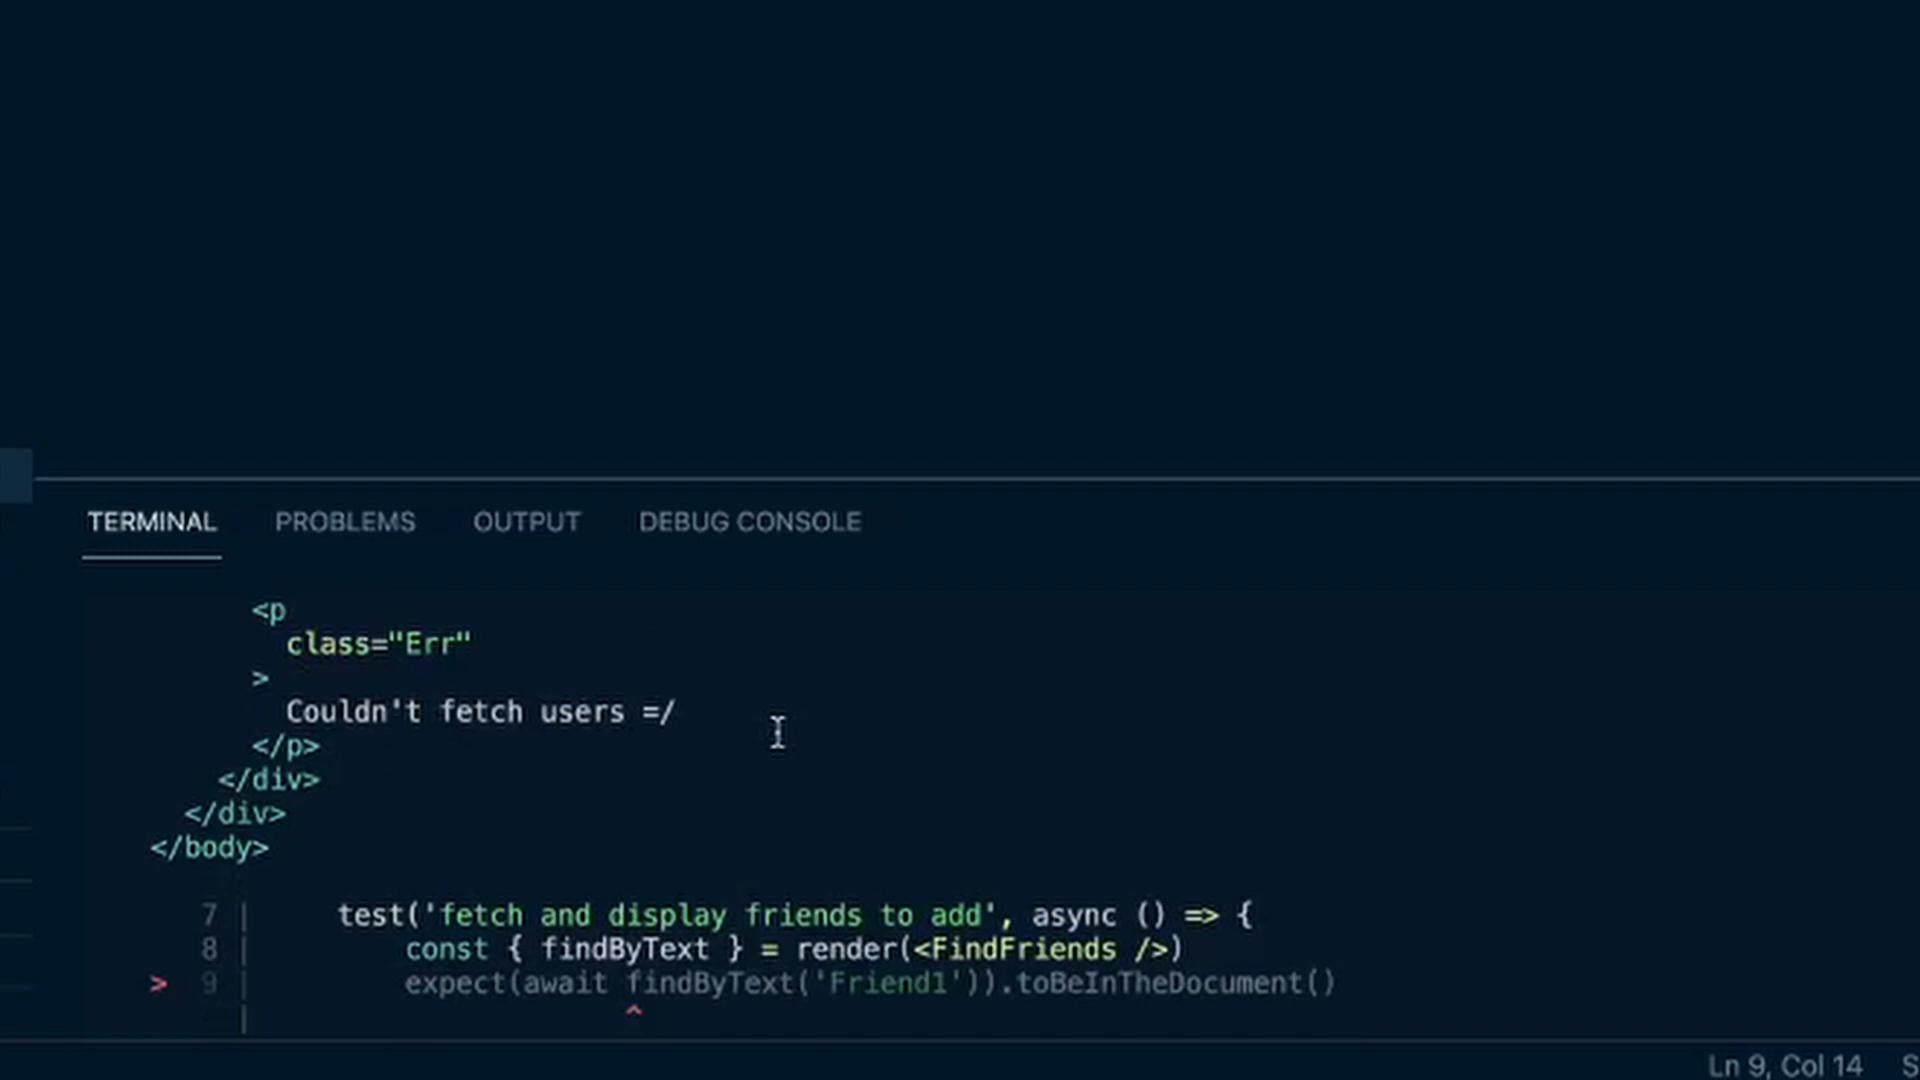 TERMINAL PROBLEMS OUTPUT DEBUG CONSOLE
<p
class="Err"
>
Couldn't fetch users =/
</p>
</div>
</div>
</body>
7 | test('fetch and display friends to add', async () => {
8 | const { findByText } = render(<FindFriends />)
> 9 | expect(await findByText('Friend1')).toBeInTheDocument()
| ^
Ln 9, Col 14 S